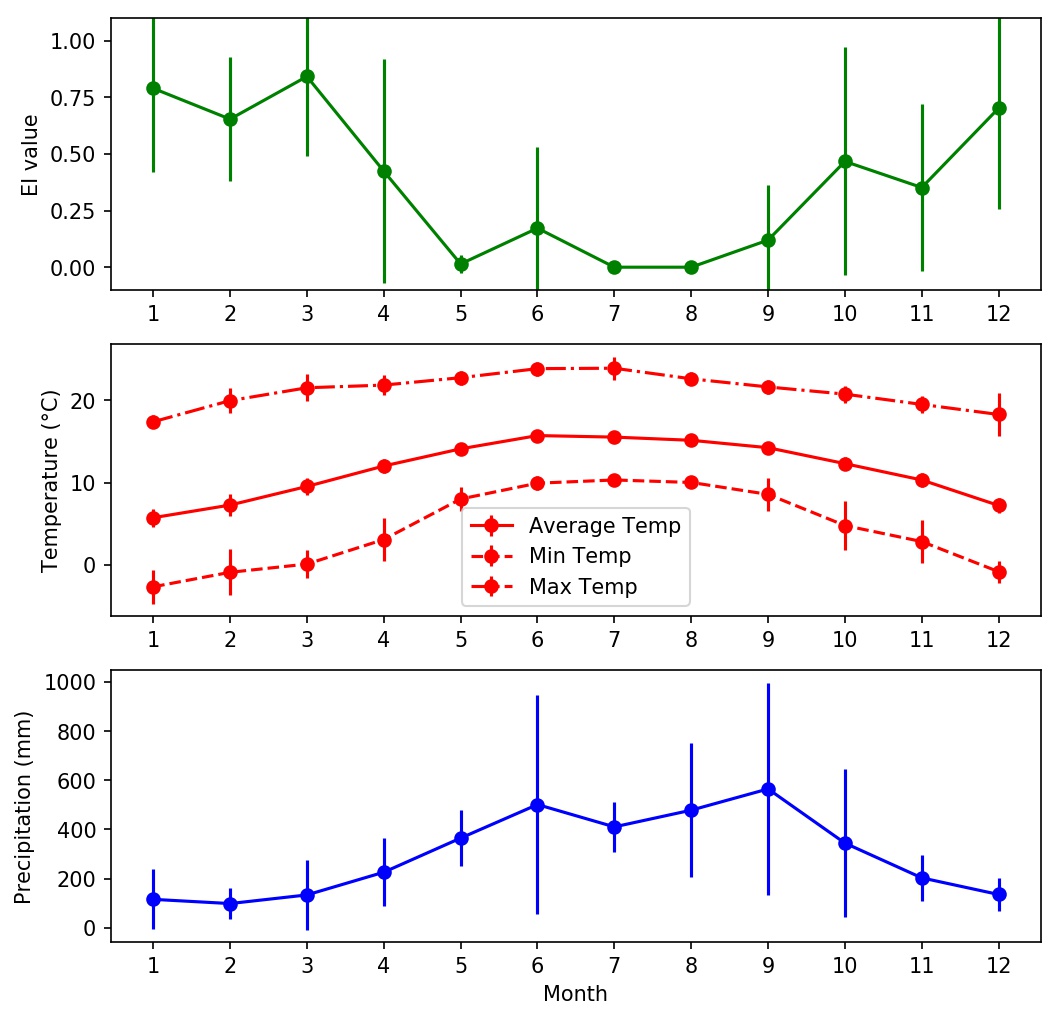 EI value
1.00
0.75
0.50
0.25
0.00
1 2 3 4 5 6 7 8 9 10 11 12
Temperature (°C)
20
10
0
Average Temp
Min Temp
Max Temp
1 2 3 4 5 6 7 8 9 10 11 12
Precipitation (mm)
1000
800
600
400
200
0
1 2 3 4 5 6 7 8 9 10 11 12
Month